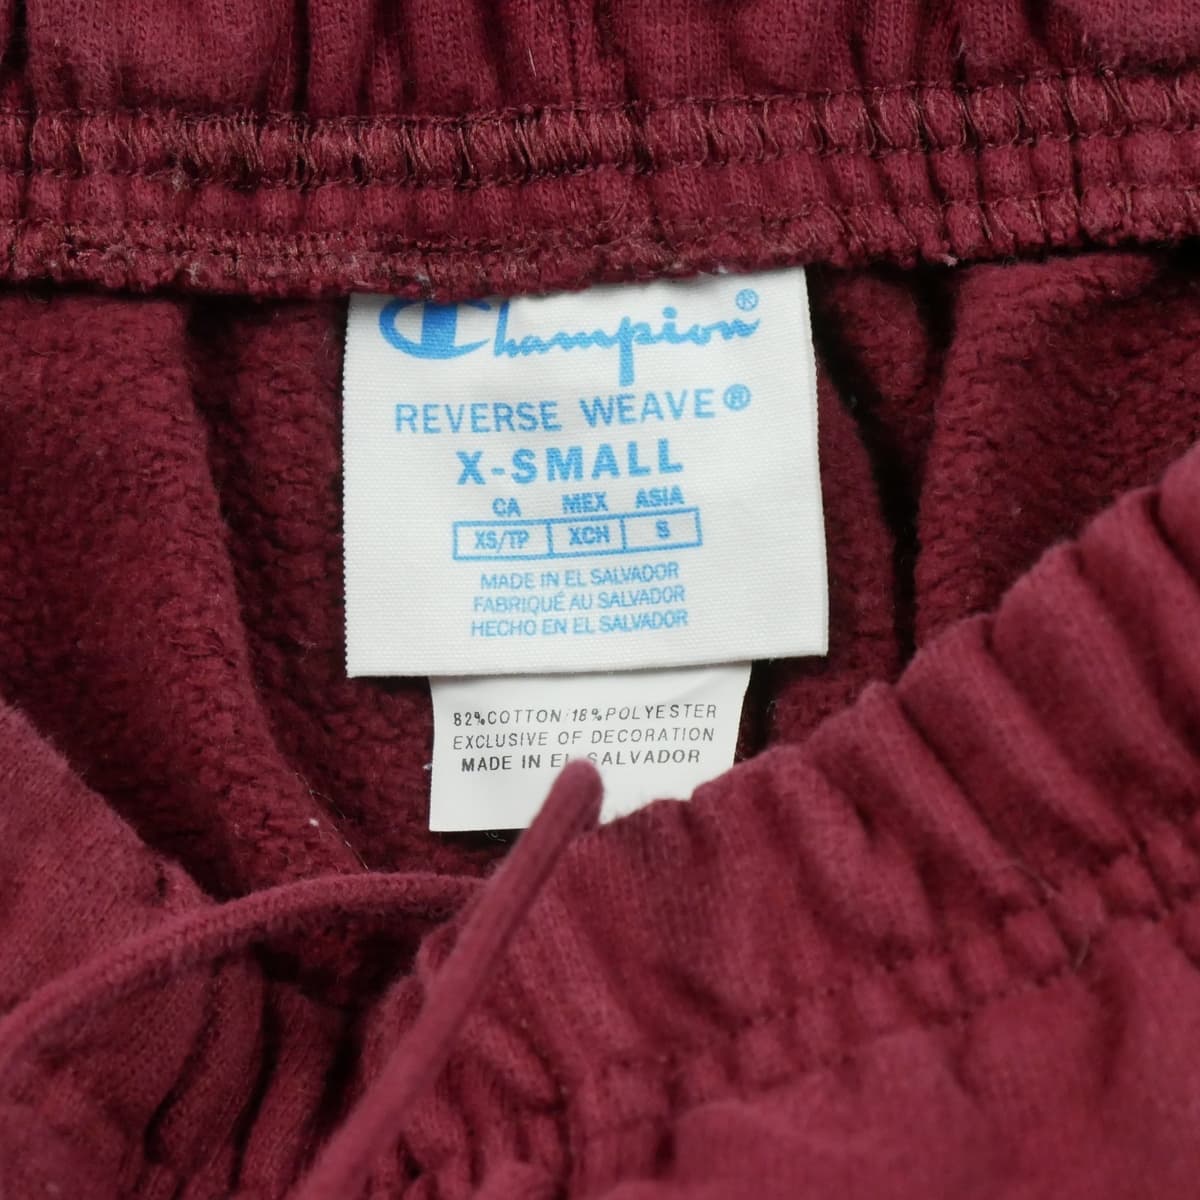 Champion®
REVERSE WEAVE®
X-SMALL
CA MEX ASIA
XS/TP XCH S
MADE IN EL SALVADOR
FABRIQUÉ AU SALVADOR
HECHO EN EL SALVADOR
82%COTTON 18%POLYESTER
EXCLUSIVE OF DECORATION
MADE IN EL SALVADOR